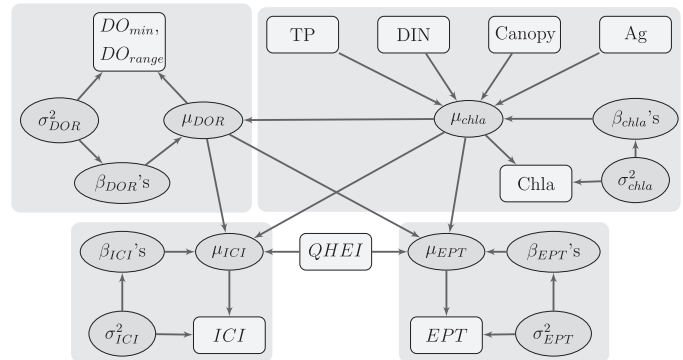 DO_min,
DO_range
TP DIN Canopy Ag
σ²_DOR μ_DOR μ_chla β_chla's
β_DOR's Chla σ²_chla
β_ICI's μ_ICI QHEI μ_EPT β_EPT's
σ²_ICI ICI EPT σ²_EPT